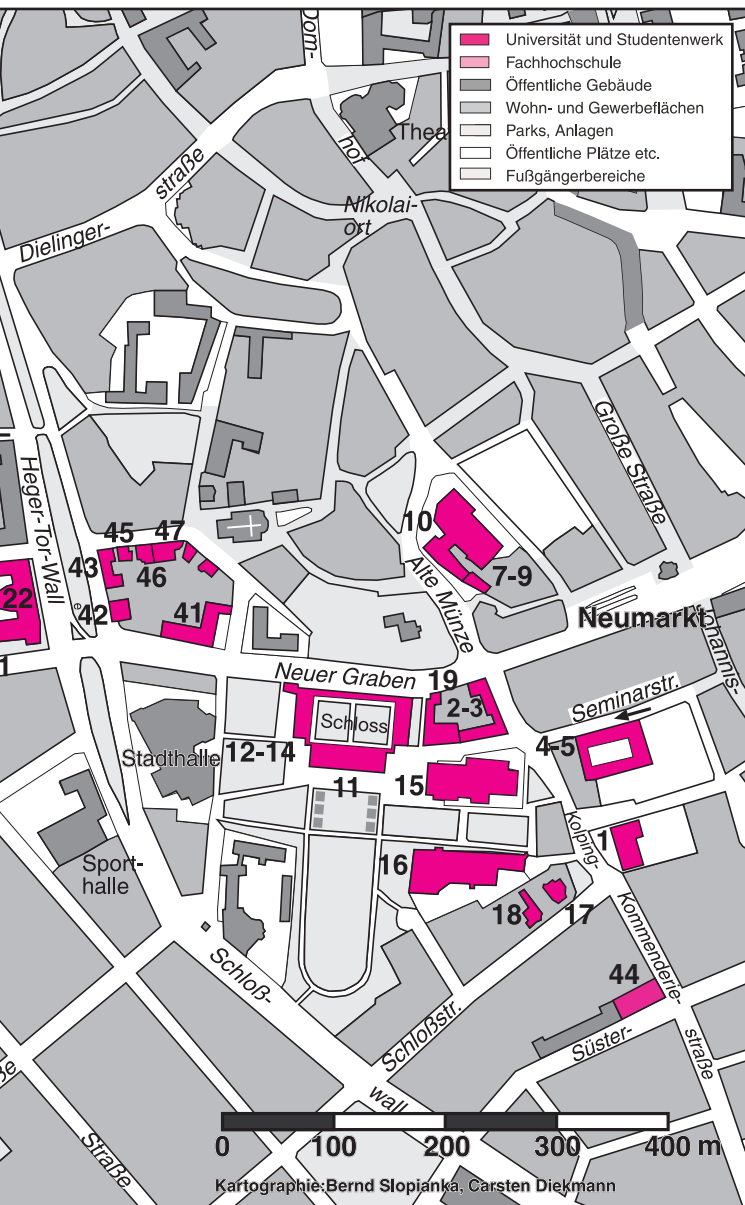 Universität und Studentenwerk
Fachhochschule
Öffentliche Gebäude
Wohn- und Gewerbeflächen
Parks, Anlagen
Öffentliche Plätze etc.
Fußgängerbereiche
Dom-
hof
Thea
straße
Dielinger-
Nikolai-
ort
Große Straße
Heger-Tor-Wall
10
45
47
43
46
7-9
22
42
41
Alte Münze
Neumarkt
Johannis-
1
Neuer Graben
19
2-3
Seminarstr.
Schloss
Stadthalle
12-14
4-5
11
15
Kolping-
1
Sport-
halle
16
18
17
Kommenderie-
straße
44
Schloß-
wall
Schloßstr.
Süster-
ße
Straße
0
100
200
300
400 m
Kartographie:Bernd Slopianka, Carsten Diekmann